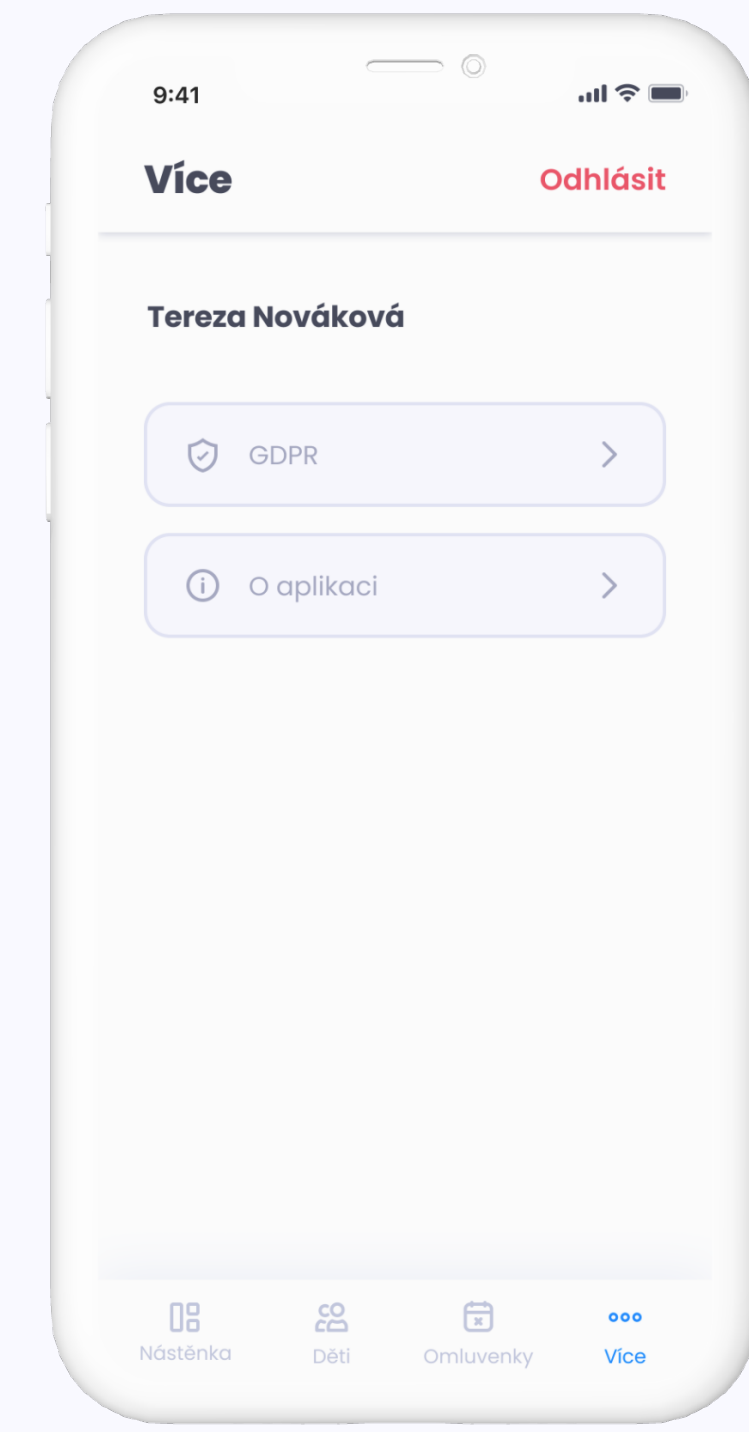 9:41
Více
Odhlásit
Tereza Nováková
GDPR
O aplikaci
Nástěnka
Děti
Omluvenky
Více